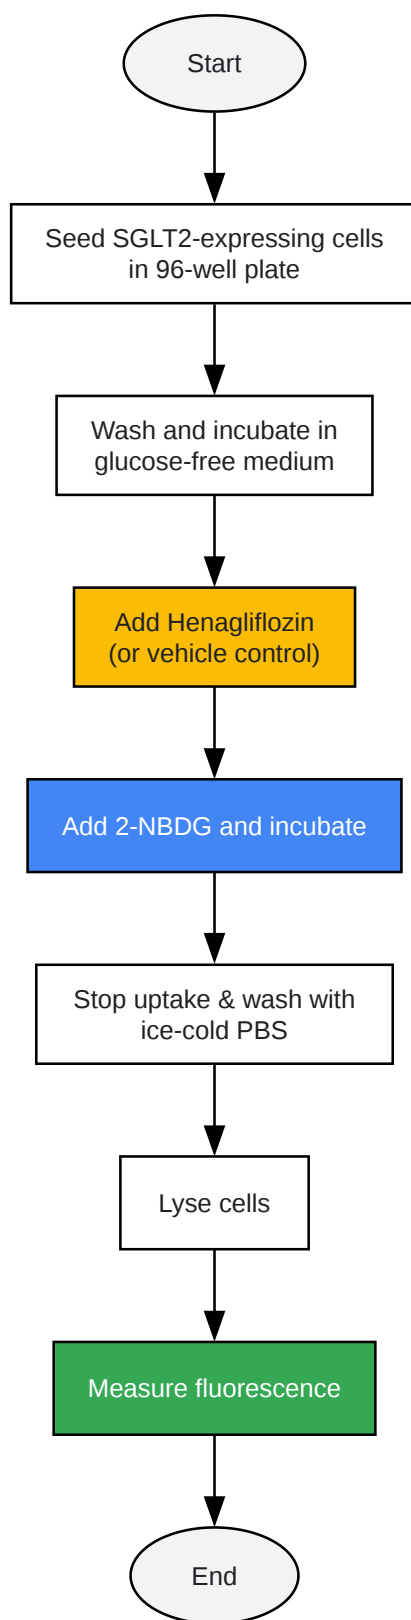 Start
Seed SGLT2-expressing cells
in 96-well plate
Wash and incubate in
glucose-free medium
Add Henagliflozin
(or vehicle control)
Add 2-NBDG and incubate
Stop uptake & wash with
ice-cold PBS
Lyse cells
Measure fluorescence
End